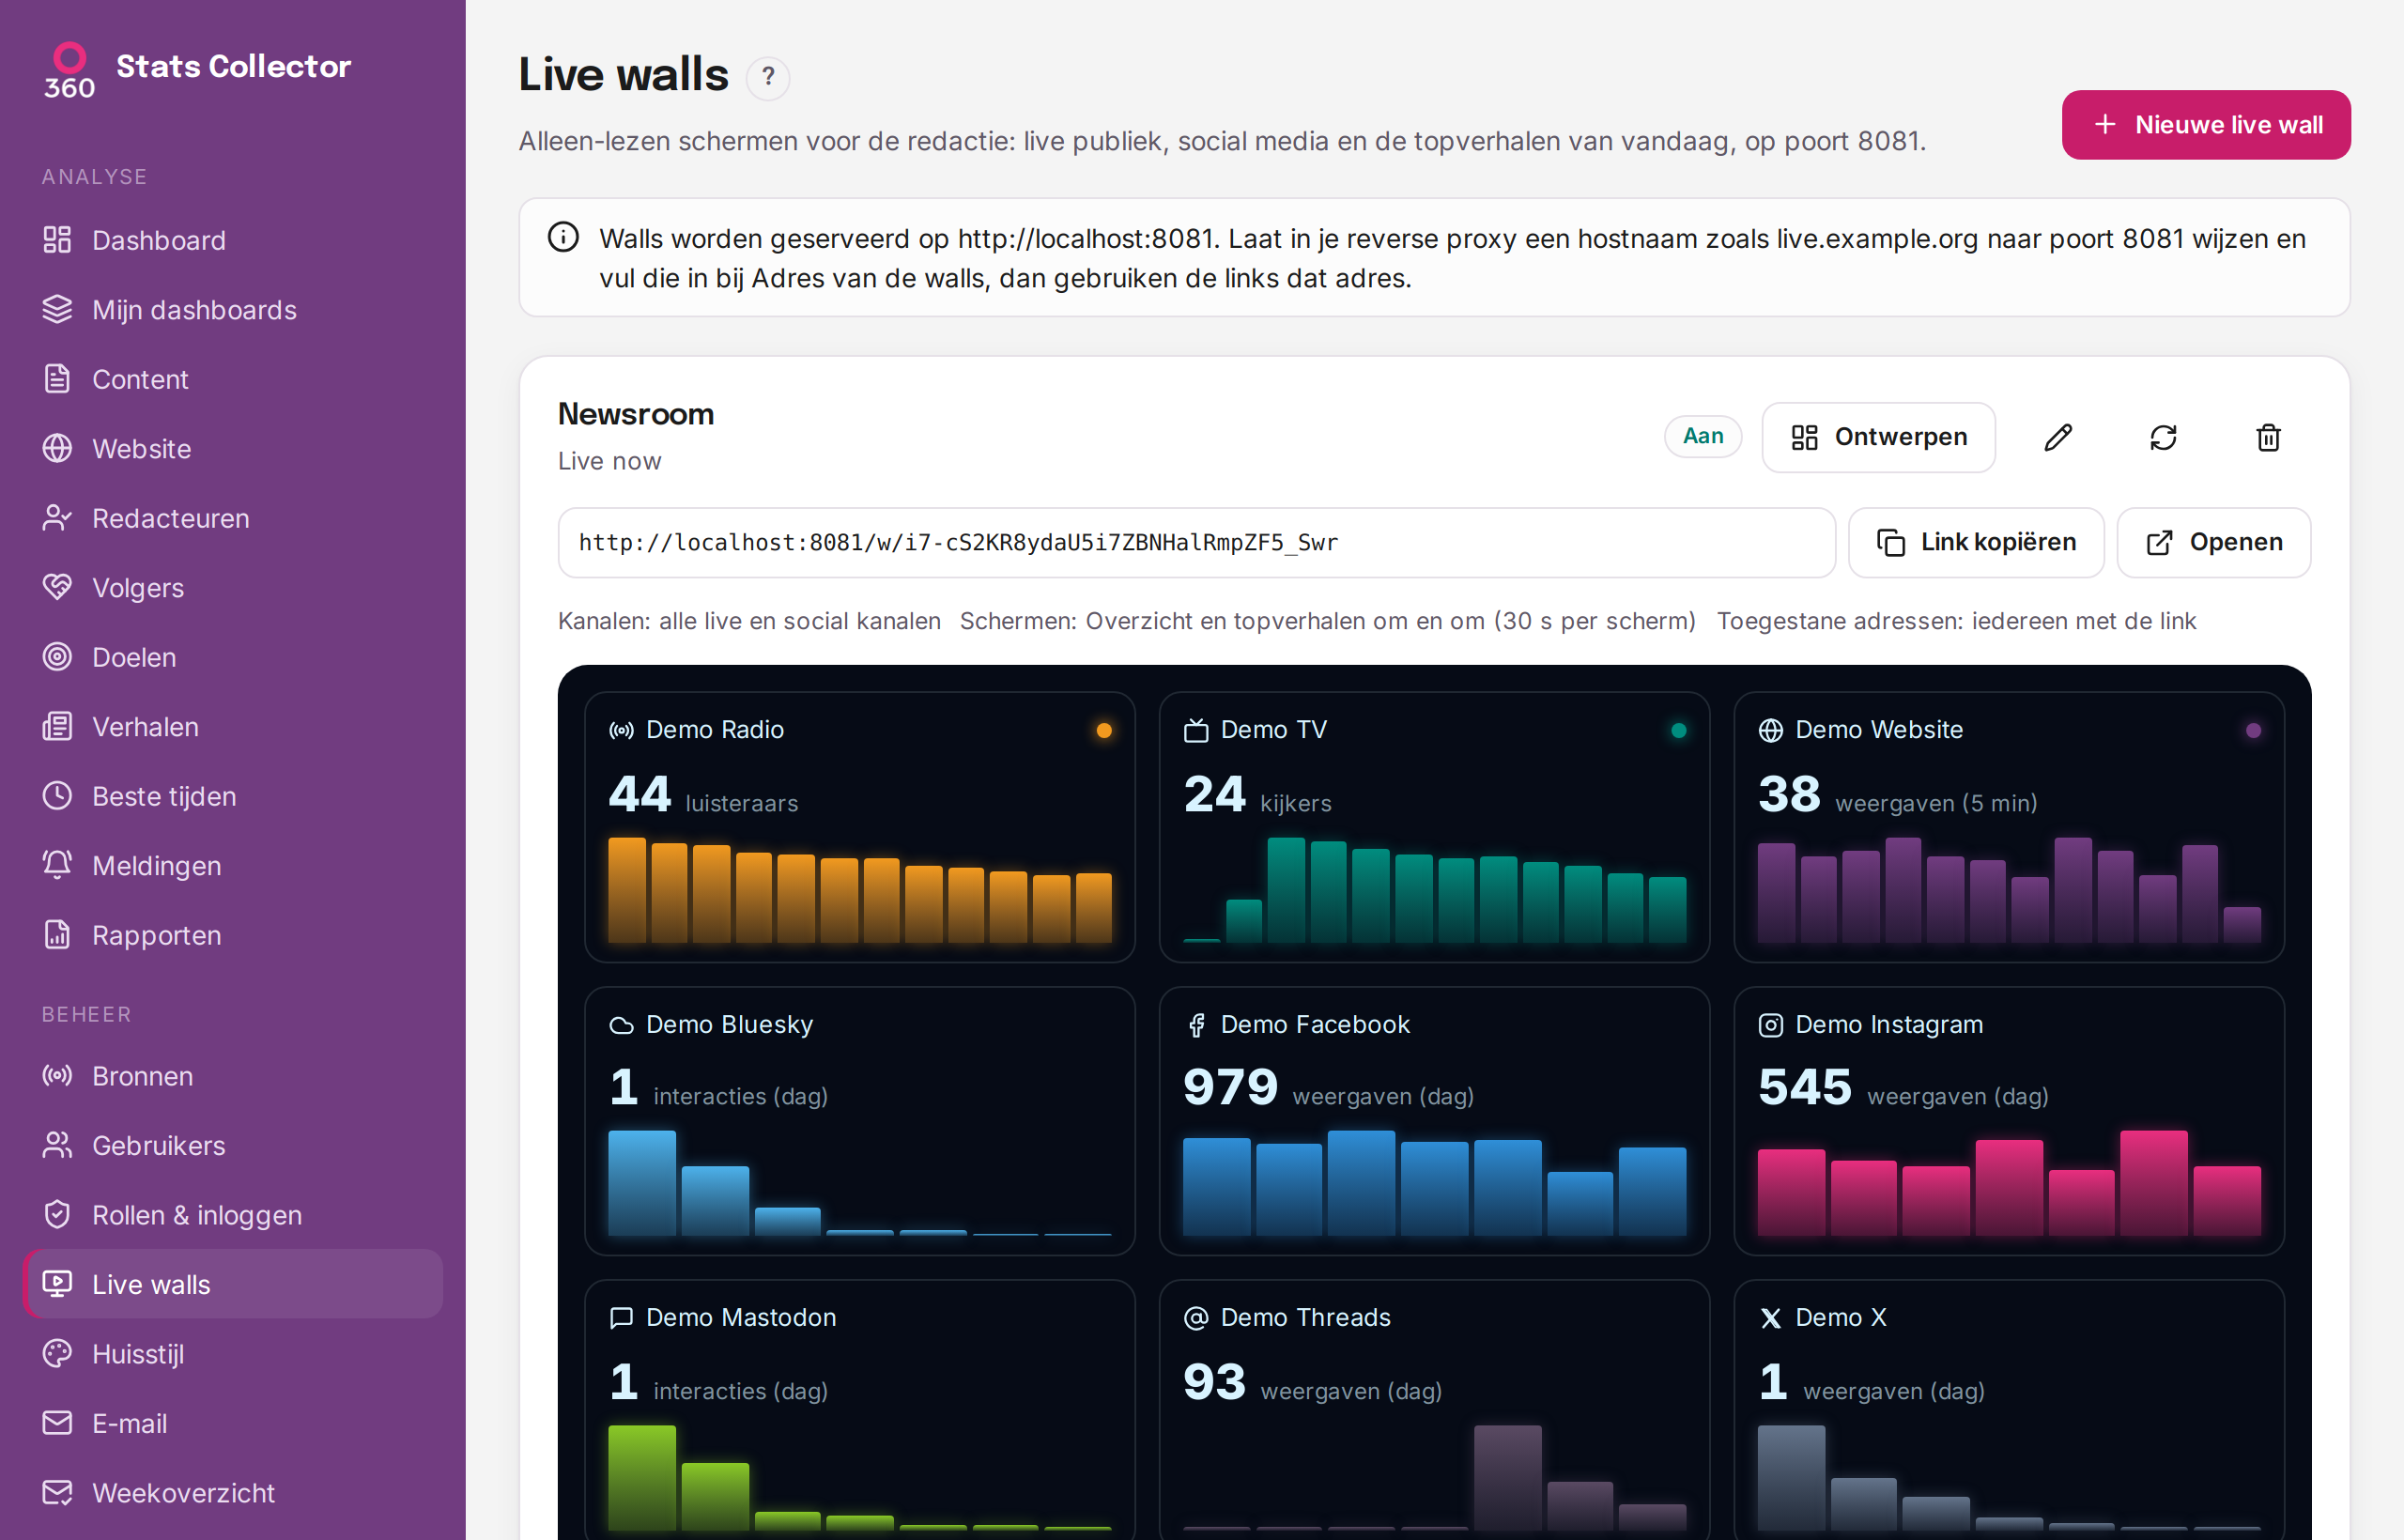 360
Stats Collector
ANALYSE
Dashboard
Mijn dashboards
Content
Website
Redacteuren
Volgers
Doelen
Verhalen
Beste tijden
Meldingen
Rapporten
BEHEER
Bronnen
Gebruikers
Rollen & inloggen
Live walls
Huisstijl
E-mail
Weekoverzicht
Live walls ?
Alleen-lezen schermen voor de redactie: live publiek, social media en de topverhalen van vandaag, op poort 8081.
Nieuwe live wall
Walls worden geserveerd op http://localhost:8081. Laat in je reverse proxy een hostnaam zoals live.example.org naar poort 8081 wijzen en
vul die in bij Adres van de walls, dan gebruiken de links dat adres.
Newsroom
Live now
Aan
Ontwerpen
http://localhost:8081/w/i7-cS2KR8ydaU5i7ZBNHalRmpZF5_Swr
Link kopiëren
Openen
Kanalen: alle live en social kanalen Schermen: Overzicht en topverhalen om en om (30 s per scherm) Toegestane adressen: iedereen met de link
Demo Radio
44 luisteraars
Demo TV
24 kijkers
Demo Website
38 weergaven (5 min)
Demo Bluesky
1 interacties (dag)
Demo Facebook
979 weergaven (dag)
Demo Instagram
545 weergaven (dag)
Demo Mastodon
1 interacties (dag)
Demo Threads
93 weergaven (dag)
Demo X
1 weergaven (dag)